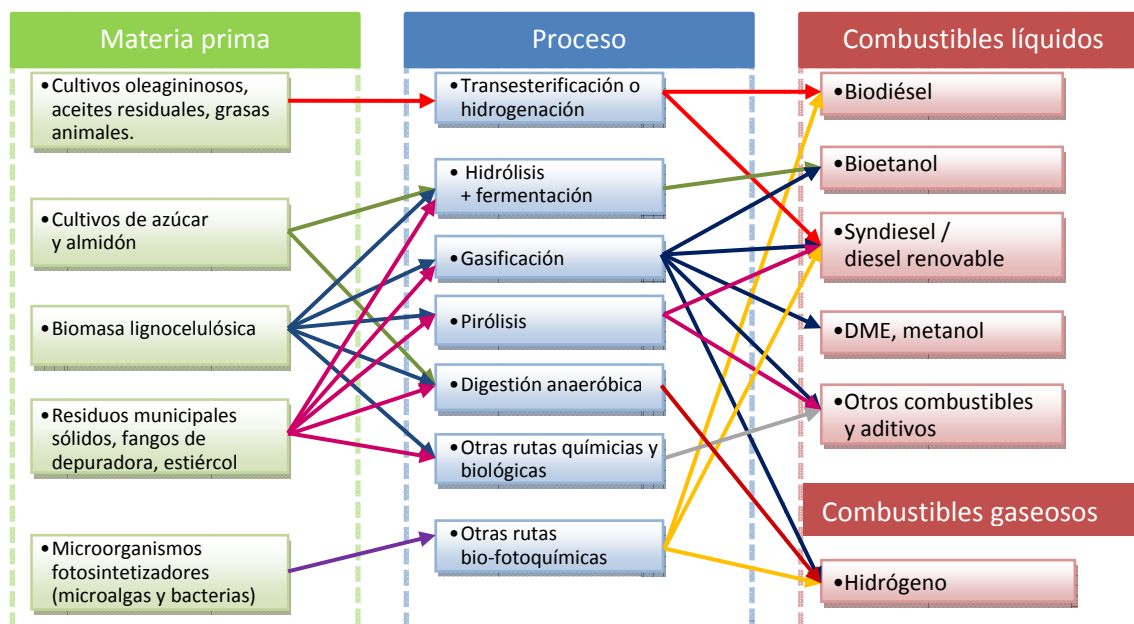 Materia prima
•Cultivos oleagininosos,
aceites residuales, grasas
animales.
•Cultivos de azúcar
y almidón
•Biomasa lignocelulósica
•Residuos municipales
sólidos, fangos de
depuradora, estiércol
•Microorganismos
fotosintetizadores
(microalgas y bacterias)
Proceso
•Transesterificación o
hidrogenación
• Hidrólisis
+ fermentación
•Gasificación
•Pirólisis
•Digestión anaeróbica
•Otras rutas químicias y
biológicas
•Otras rutas
bio-fotoquímicas
Combustibles líquidos
•Biodiésel
•Bioetanol
•Syndiesel /
diesel renovable
•DME, metanol
•Otros combustibles
y aditivos
Combustibles gaseosos
•Hidrógeno